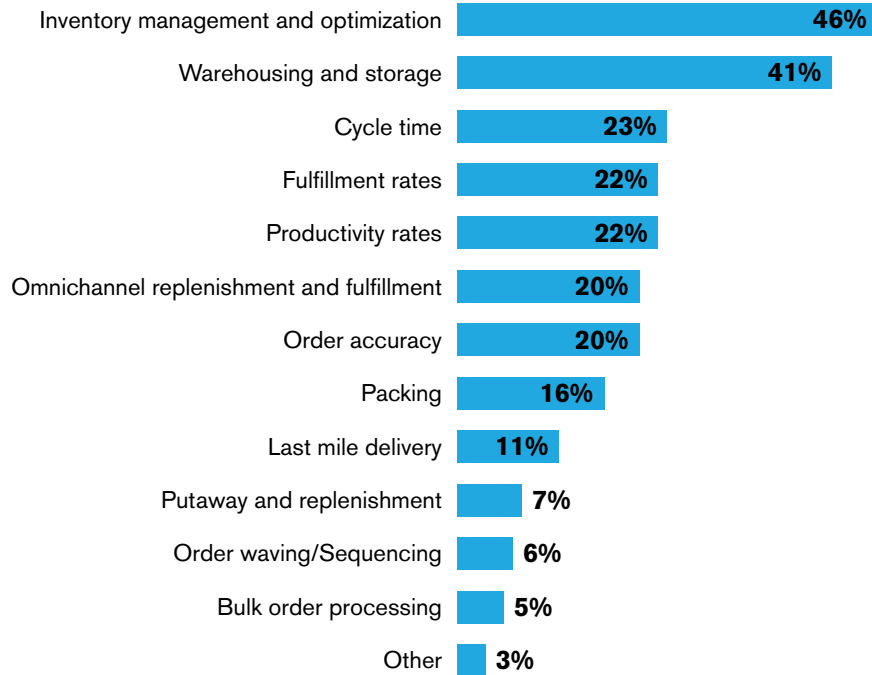 Inventory management and optimization 46%
Warehousing and storage 41%
Cycle time 23%
Fulfillment rates 22%
Productivity rates 22%
Omnichannel replenishment and fulfillment 20%
Order accuracy 20%
Packing 16%
Last mile delivery 11%
Putaway and replenishment 7%
Order waving/Sequencing 6%
Bulk order processing 5%
Other 3%